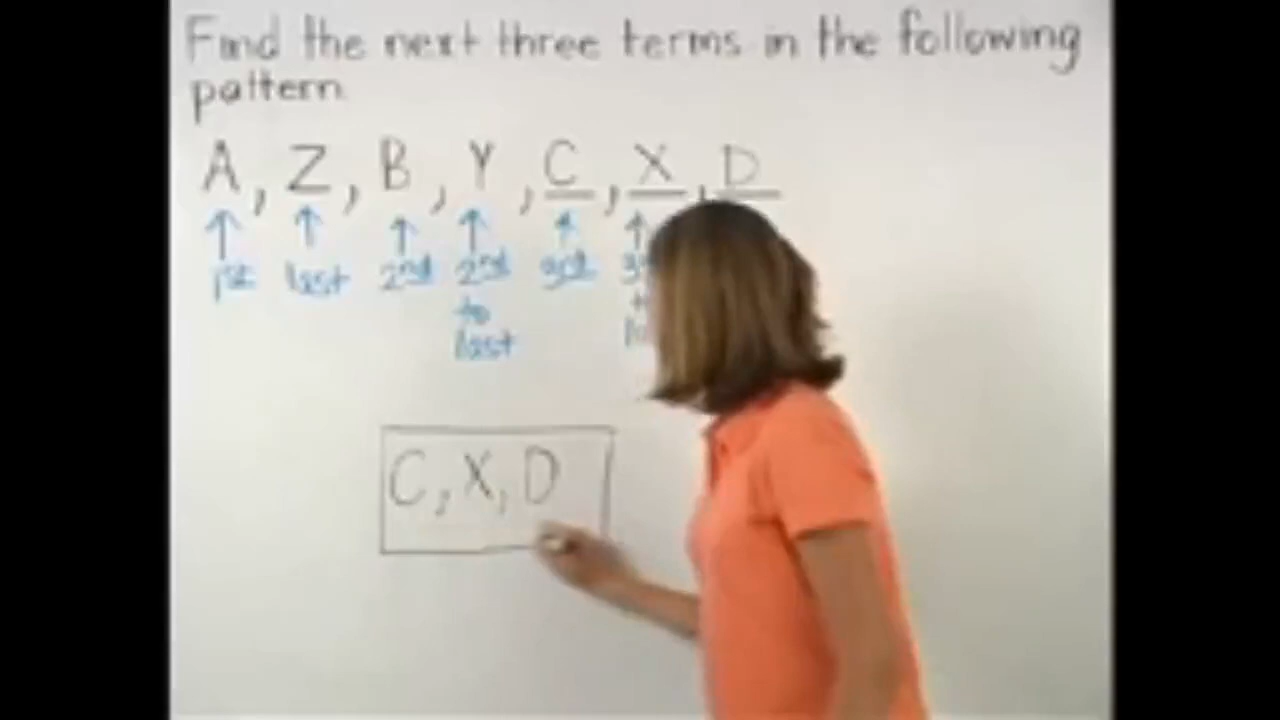 Find the next three terms in the following
pattern.
A, Z, B, Y, C, X, D
1st last 2nd 2nd 3rd
to
last
C, X, D